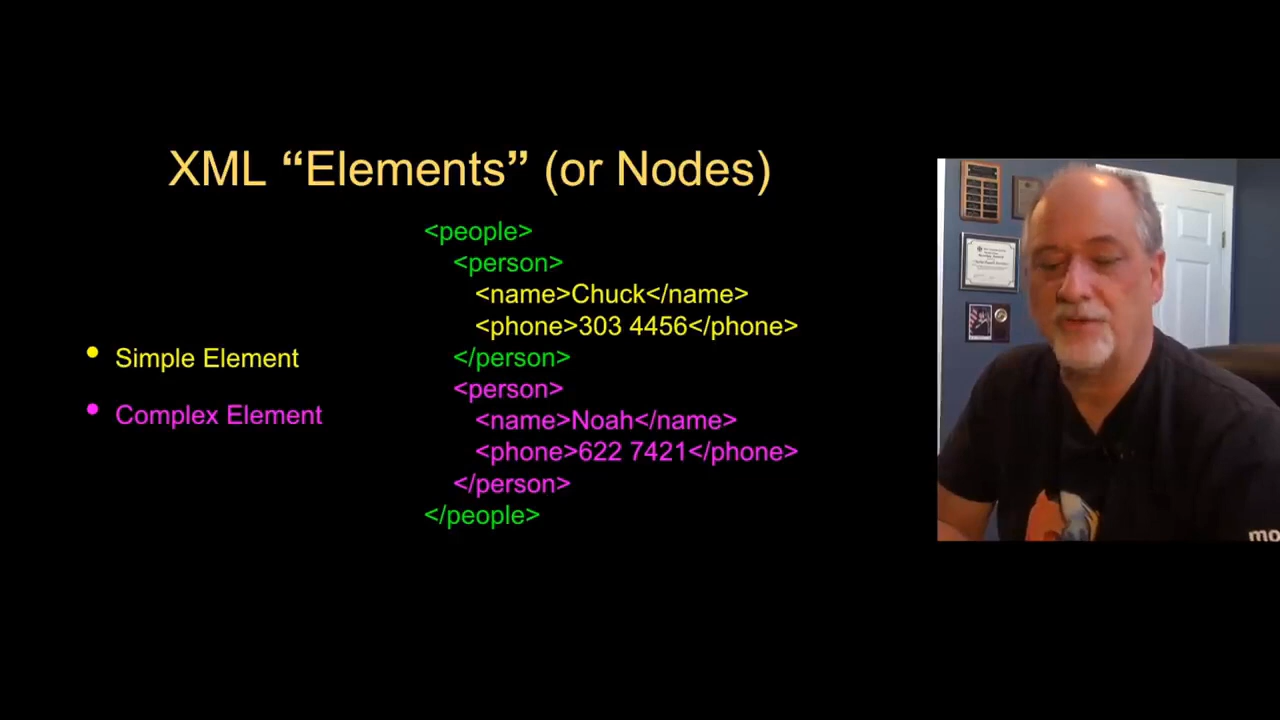 XML “Elements” (or Nodes)
<people>
<person>
<name>Chuck</name>
<phone>303 4456</phone>
</person>
<person>
<name>Noah</name>
<phone>622 7421</phone>
</person>
</people>
• Simple Element
• Complex Element
mo